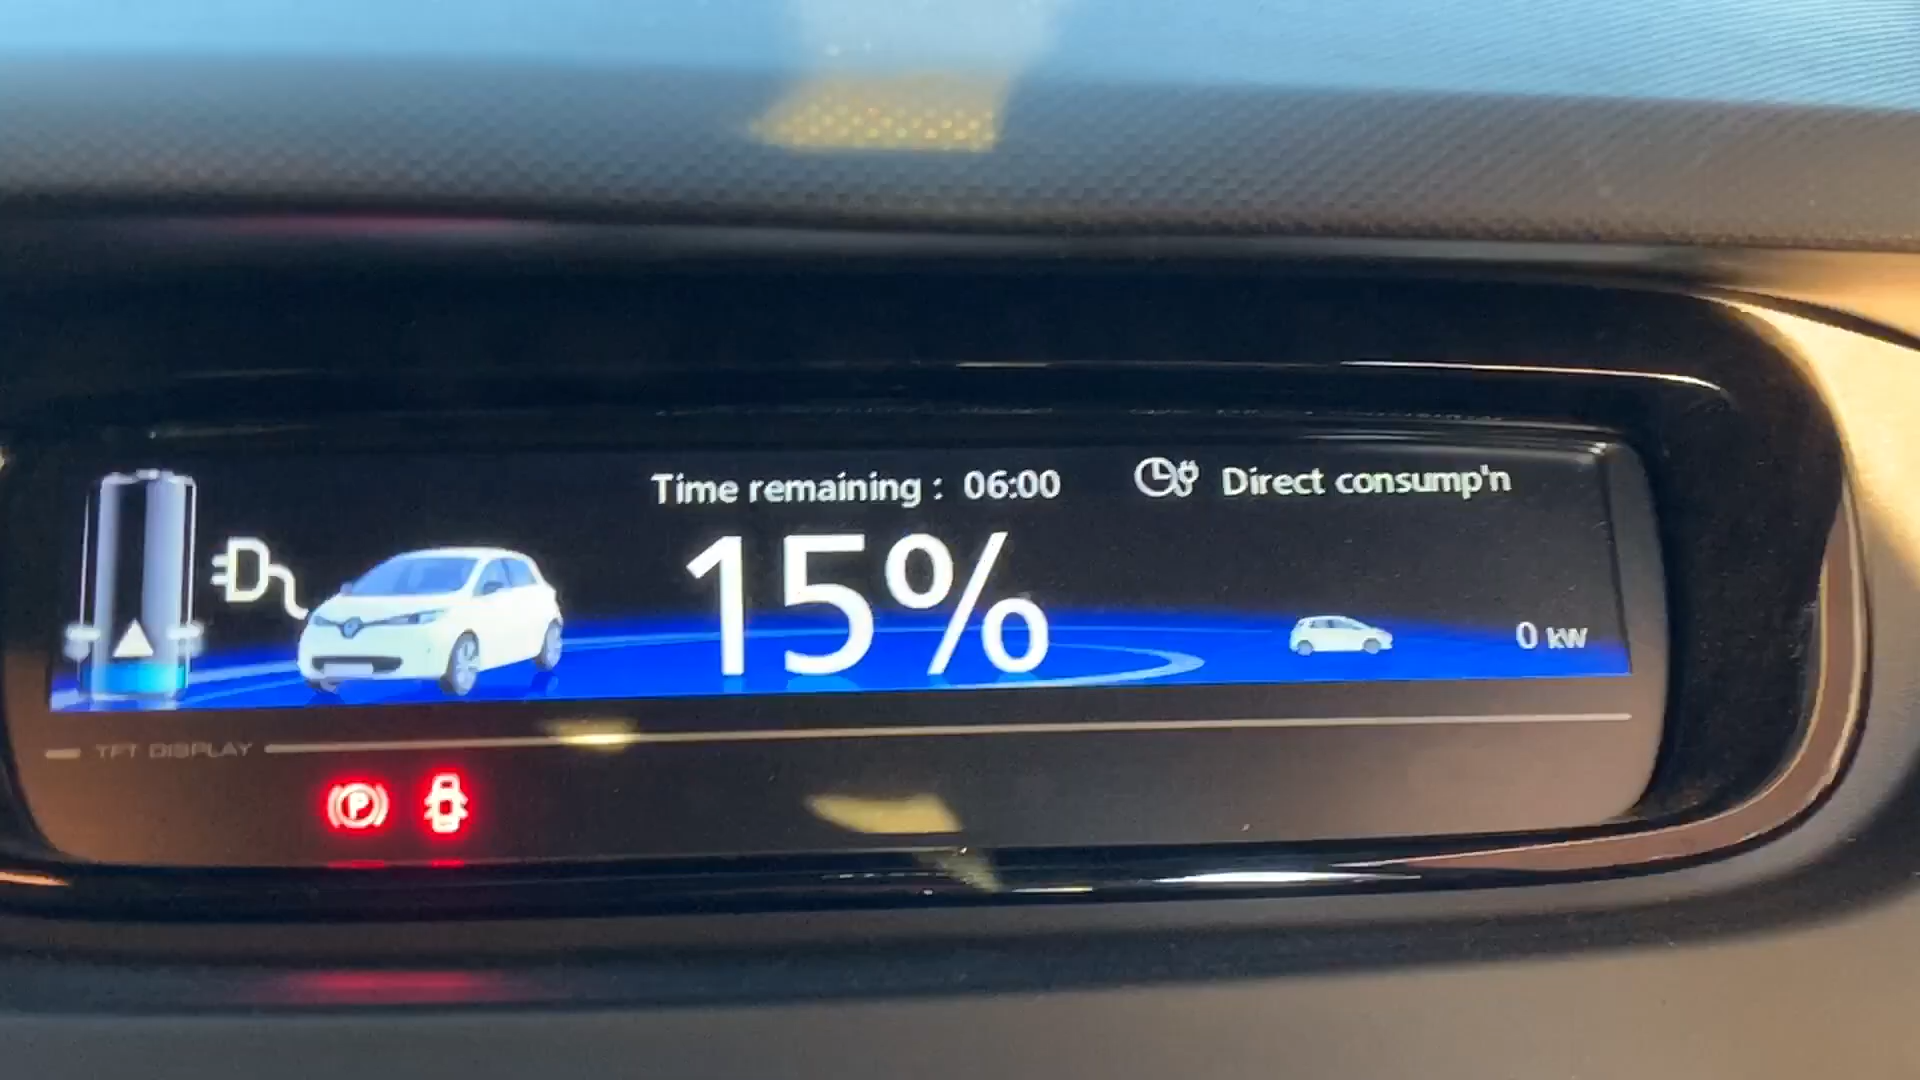 Time remaining : 06:00
Direct consump'n
15%
0 kW
TFT DISPLAY
P